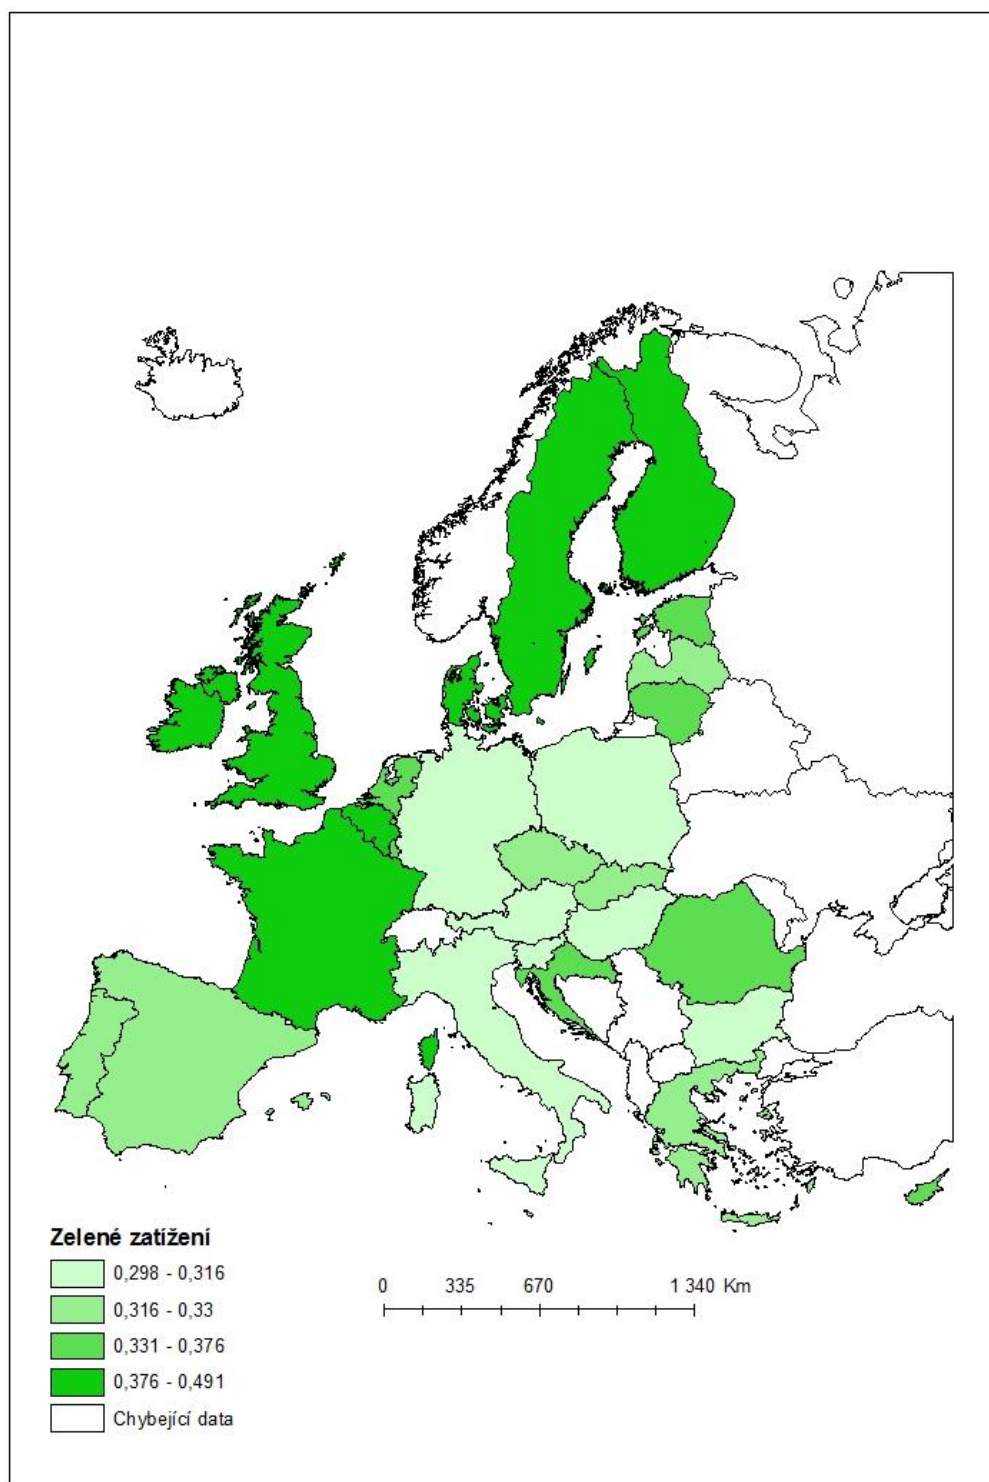 Zelené zatížení
0,298 - 0,316
0,316 - 0,33
0,331 - 0,376
0,376 - 0,491
Chybející data
0 335 670 1 340 Km